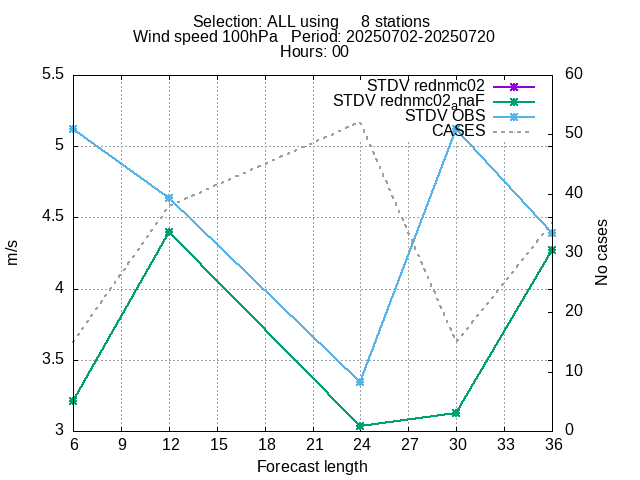 Selection: ALL using 8 stations
Wind speed 100hPa Period: 20250702-20250720
Hours: 00
STDV rednmc02
STDV rednmc02anaF
STDV OBS
CASES
5.5
5
4.5
4
3.5
3
60
50
40
30
20
10
0
m/s
No cases
6 9 12 15 18 21 24 27 30 33 36
Forecast length